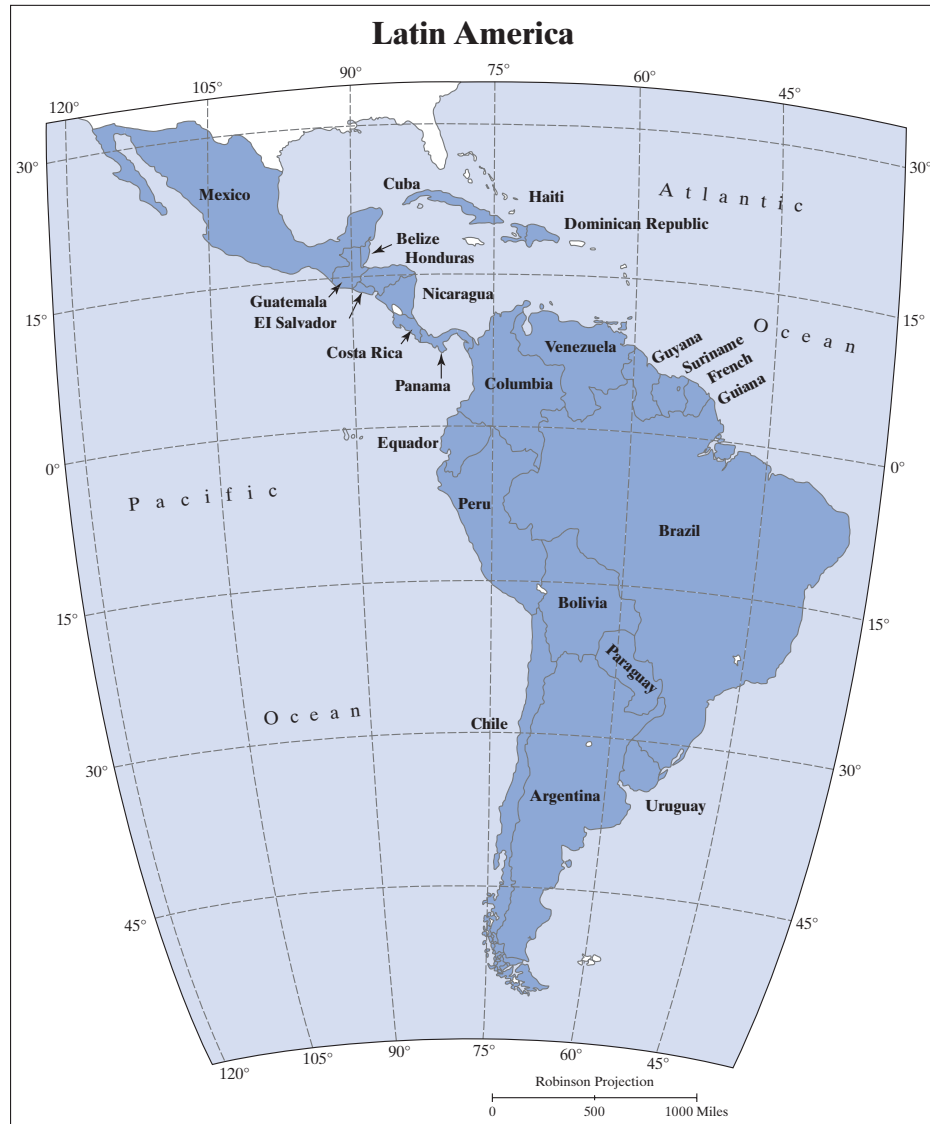 Latin America
120°
105°
90°
75°
60°
45°
30°
30°
Mexico
Cuba
Haiti
Atlantic
Dominican Republic
Belize
Honduras
Guatemala
Nicaragua
El Salvador
15°
15°
Costa Rica
Venezuela
Guyana
Suriname
French
Guiana
Ocean
Panama
Columbia
Equador
0°
0°
Pacific
Peru
Brazil
Bolivia
15°
15°
Paraguay
Ocean
Chile
30°
30°
Argentina
Uruguay
45°
45°
120°
105°
90°
75°
60°
45°
Robinson Projection
0 500 1000 Miles